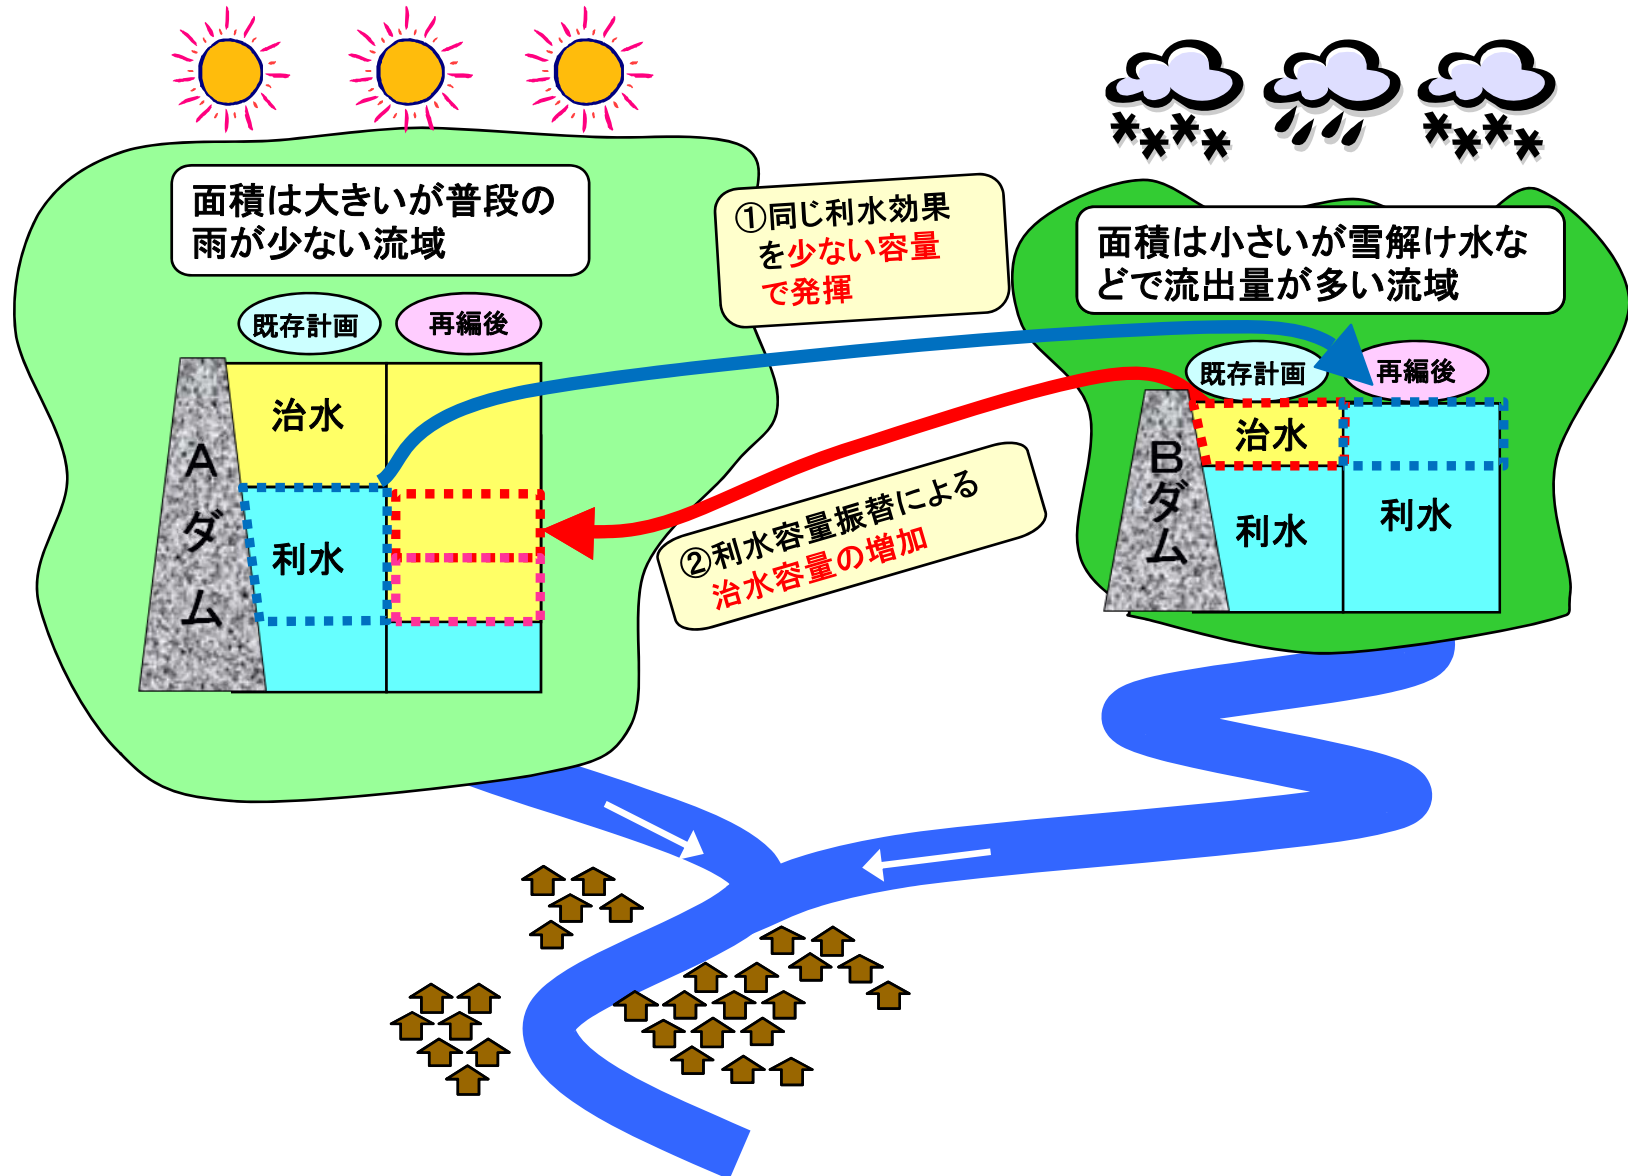 面積は大きいが普段の
雨が少ない流域
既存計画
再編後
治水
利水
Aダム
①同じ利水効果
を少ない容量
で発揮
②利水容量振替による
治水容量の増加
面積は小さいが雪解け水な
どで流出量が多い流域
既存計画
再編後
治水
利水
利水
Bダム